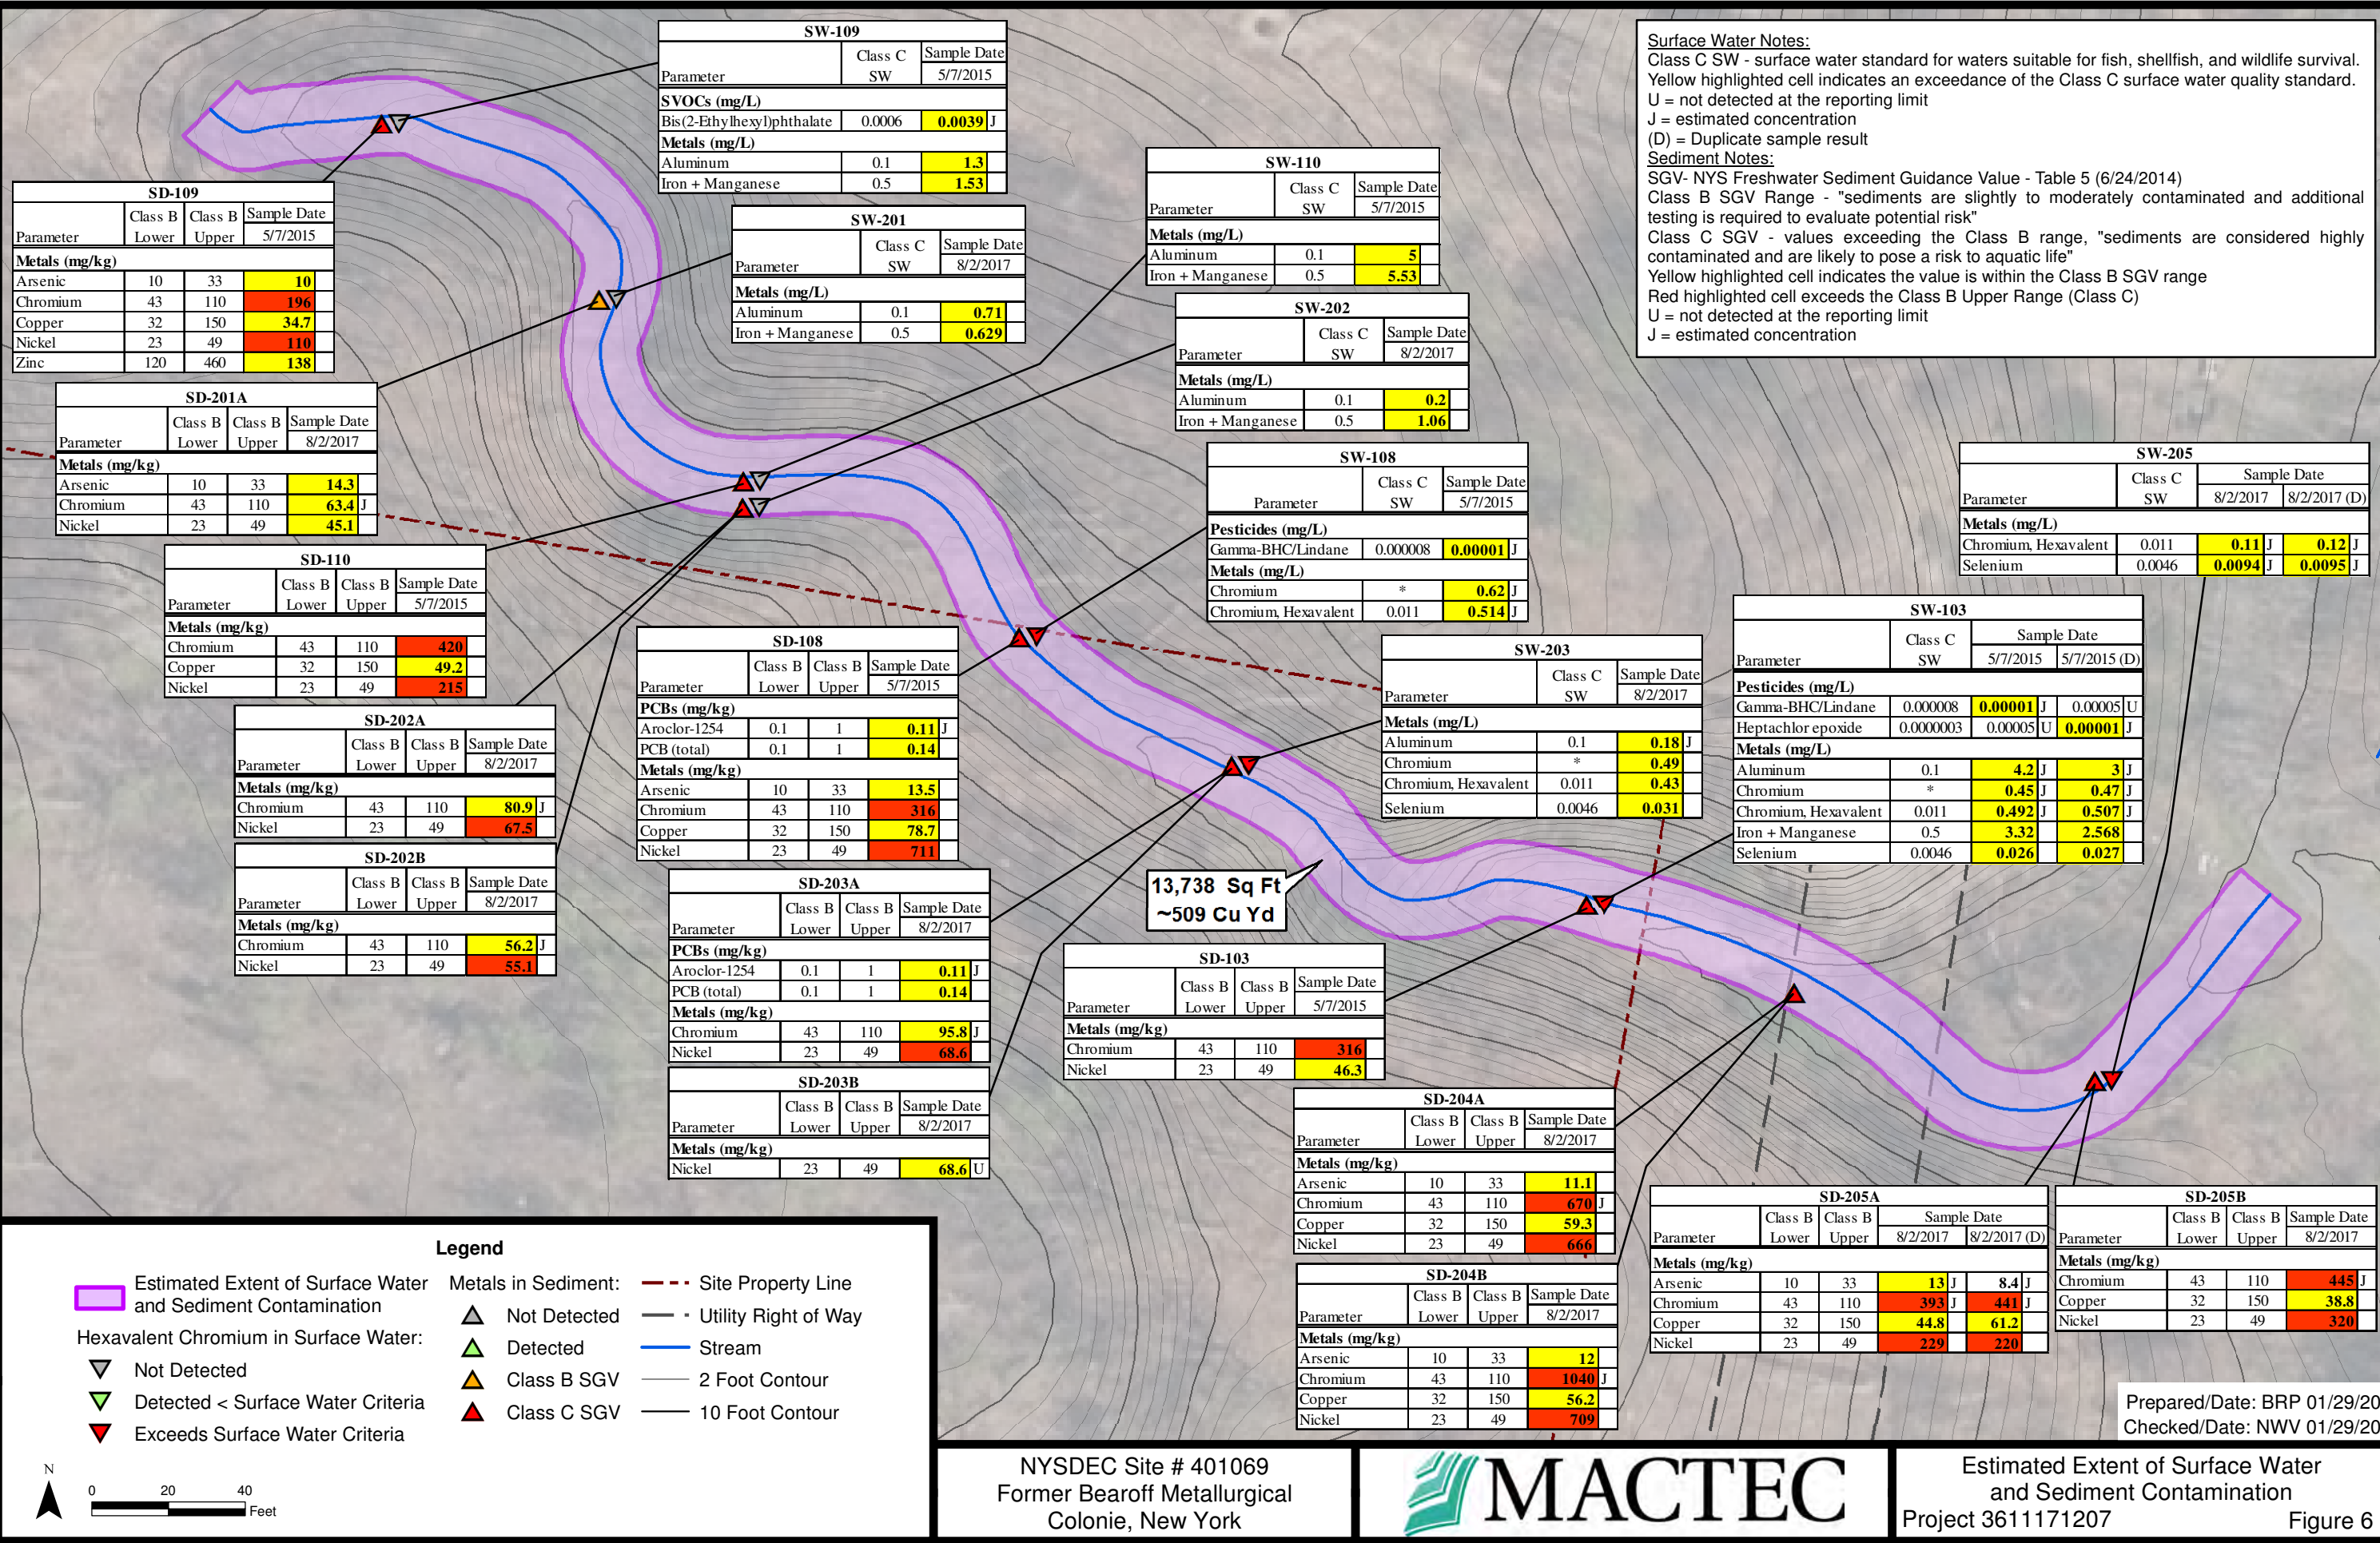 SW-109
Parameter Class C SW Sample Date 5/7/2015
SVOCs (mg/L)
Bis(2-Ethylhexyl)phthalate 0.0006 0.0039 J
Metals (mg/L)
Aluminum 0.1 1.3
Iron + Manganese 0.5 1.53
Surface Water Notes:
Class C SW - surface water standard for waters suitable for fish, shellfish, and wildlife survival.
Yellow highlighted cell indicates an exceedance of the Class C surface water quality standard.
U = not detected at the reporting limit
J = estimated concentration
(D) = Duplicate sample result
Sediment Notes:
SGV- NYS Freshwater Sediment Guidance Value - Table 5 (6/24/2014)
Class B SGV Range - "sediments are slightly to moderately contaminated and additional
testing is required to evaluate potential risk"
Class C SGV - values exceeding the Class B range, "sediments are considered highly
contaminated and are likely to pose a risk to aquatic life"
Yellow highlighted cell indicates the value is within the Class B SGV range
Red highlighted cell exceeds the Class B Upper Range (Class C)
U = not detected at the reporting limit
J = estimated concentration
SD-109
Parameter Class B Lower Class B Upper Sample Date 5/7/2015
Metals (mg/kg)
Arsenic 10 33 10
Chromium 43 110 196
Copper 32 150 34.7
Nickel 23 49 110
Zinc 120 460 138
SW-201
Parameter Class C SW Sample Date 8/2/2017
Metals (mg/L)
Aluminum 0.1 0.71
Iron + Manganese 0.5 0.629
SW-110
Parameter Class C SW Sample Date 5/7/2015
Metals (mg/L)
Aluminum 0.1 5
Iron + Manganese 0.5 5.53
SW-202
Parameter Class C SW Sample Date 8/2/2017
Metals (mg/L)
Aluminum 0.1 0.2
Iron + Manganese 0.5 1.06
SD-201A
Parameter Class B Lower Class B Upper Sample Date 8/2/2017
Metals (mg/kg)
Arsenic 10 33 14.3
Chromium 43 110 63.4 J
Nickel 23 49 45.1
SW-108
Parameter Class C SW Sample Date 5/7/2015
Pesticides (mg/L)
Gamma-BHC/Lindane 0.000008 0.00001 J
Metals (mg/L)
Chromium * 0.62 J
Chromium, Hexavalent 0.011 0.514 J
SW-205
Parameter Class C SW Sample Date 8/2/2017 8/2/2017 (D)
Metals (mg/L)
Chromium, Hexavalent 0.011 0.11 J 0.12 J
Selenium 0.0046 0.0094 J 0.0095 J
SD-110
Parameter Class B Lower Class B Upper Sample Date 5/7/2015
Metals (mg/kg)
Chromium 43 110 420
Copper 32 150 49.2
Nickel 23 49 215
SD-108
Parameter Class B Lower Class B Upper Sample Date 5/7/2015
PCBs (mg/kg)
Aroclor-1254 0.1 1 0.11 J
PCB (total) 0.1 1 0.14
Metals (mg/kg)
Arsenic 10 33 13.5
Chromium 43 110 316
Copper 32 150 78.7
Nickel 23 49 711
SW-203
Parameter Class C SW Sample Date 8/2/2017
Metals (mg/L)
Aluminum 0.1 0.18 J
Chromium * 0.49
Chromium, Hexavalent 0.011 0.43
Selenium 0.0046 0.031
SW-103
Parameter Class C SW Sample Date 5/7/2015 5/7/2015 (D)
Pesticides (mg/L)
Gamma-BHC/Lindane 0.000008 0.00001 J 0.00005 U
Heptachlor epoxide 0.0000003 0.00005 U 0.00001 J
Metals (mg/L)
Aluminum 0.1 4.2 J 3 J
Chromium * 0.45 J 0.47 J
Chromium, Hexavalent 0.011 0.492 J 0.507 J
Iron + Manganese 0.5 3.32 2.568
Selenium 0.0046 0.026 0.027
SD-202A
Parameter Class B Lower Class B Upper Sample Date 8/2/2017
Metals (mg/kg)
Chromium 43 110 80.9 J
Nickel 23 49 67.5
SD-202B
Parameter Class B Lower Class B Upper Sample Date 8/2/2017
Metals (mg/kg)
Chromium 43 110 56.2 J
Nickel 23 49 55.1
SD-203A
Parameter Class B Lower Class B Upper Sample Date 8/2/2017
PCBs (mg/kg)
Aroclor-1254 0.1 1 0.11 J
PCB (total) 0.1 1 0.14
Metals (mg/kg)
Chromium 43 110 95.8 J
Nickel 23 49 68.6
13,738 Sq Ft
~509 Cu Yd
SD-103
Parameter Class B Lower Class B Upper Sample Date 5/7/2015
Metals (mg/kg)
Chromium 43 110 316
Nickel 23 49 46.3
SD-203B
Parameter Class B Lower Class B Upper Sample Date 8/2/2017
Metals (mg/kg)
Nickel 23 49 68.6 U
SD-204A
Parameter Class B Lower Class B Upper Sample Date 8/2/2017
Metals (mg/kg)
Arsenic 10 33 11.1
Chromium 43 110 670 J
Copper 32 150 59.3
Nickel 23 49 666
SD-204B
Parameter Class B Lower Class B Upper Sample Date 8/2/2017
Metals (mg/kg)
Arsenic 10 33 12
Chromium 43 110 1040 J
Copper 32 150 56.2
Nickel 23 49 709
SD-205A
Parameter Class B Lower Class B Upper Sample Date 8/2/2017 8/2/2017 (D)
Metals (mg/kg)
Arsenic 10 33 13 J 8.4 J
Chromium 43 110 393 J 441 J
Copper 32 150 44.8 61.2
Nickel 23 49 229 220
SD-205B
Parameter Class B Lower Class B Upper Sample Date 8/2/2017
Metals (mg/kg)
Chromium 43 110 445 J
Copper 32 150 38.8
Nickel 23 49 320
Legend
Estimated Extent of Surface Water
and Sediment Contamination
Hexavalent Chromium in Surface Water:
Not Detected
Detected < Surface Water Criteria
Exceeds Surface Water Criteria
Metals in Sediment:
Not Detected
Detected
Class B SGV
Class C SGV
Site Property Line
Utility Right of Way
Stream
2 Foot Contour
10 Foot Contour
N
0 20 40
Feet
Prepared/Date: BRP 01/29/20
Checked/Date: NWV 01/29/20
NYSDEC Site # 401069
Former Bearoff Metallurgical
Colonie, New York
MACTEC
Estimated Extent of Surface Water
and Sediment Contamination
Project 3611171207 Figure 6